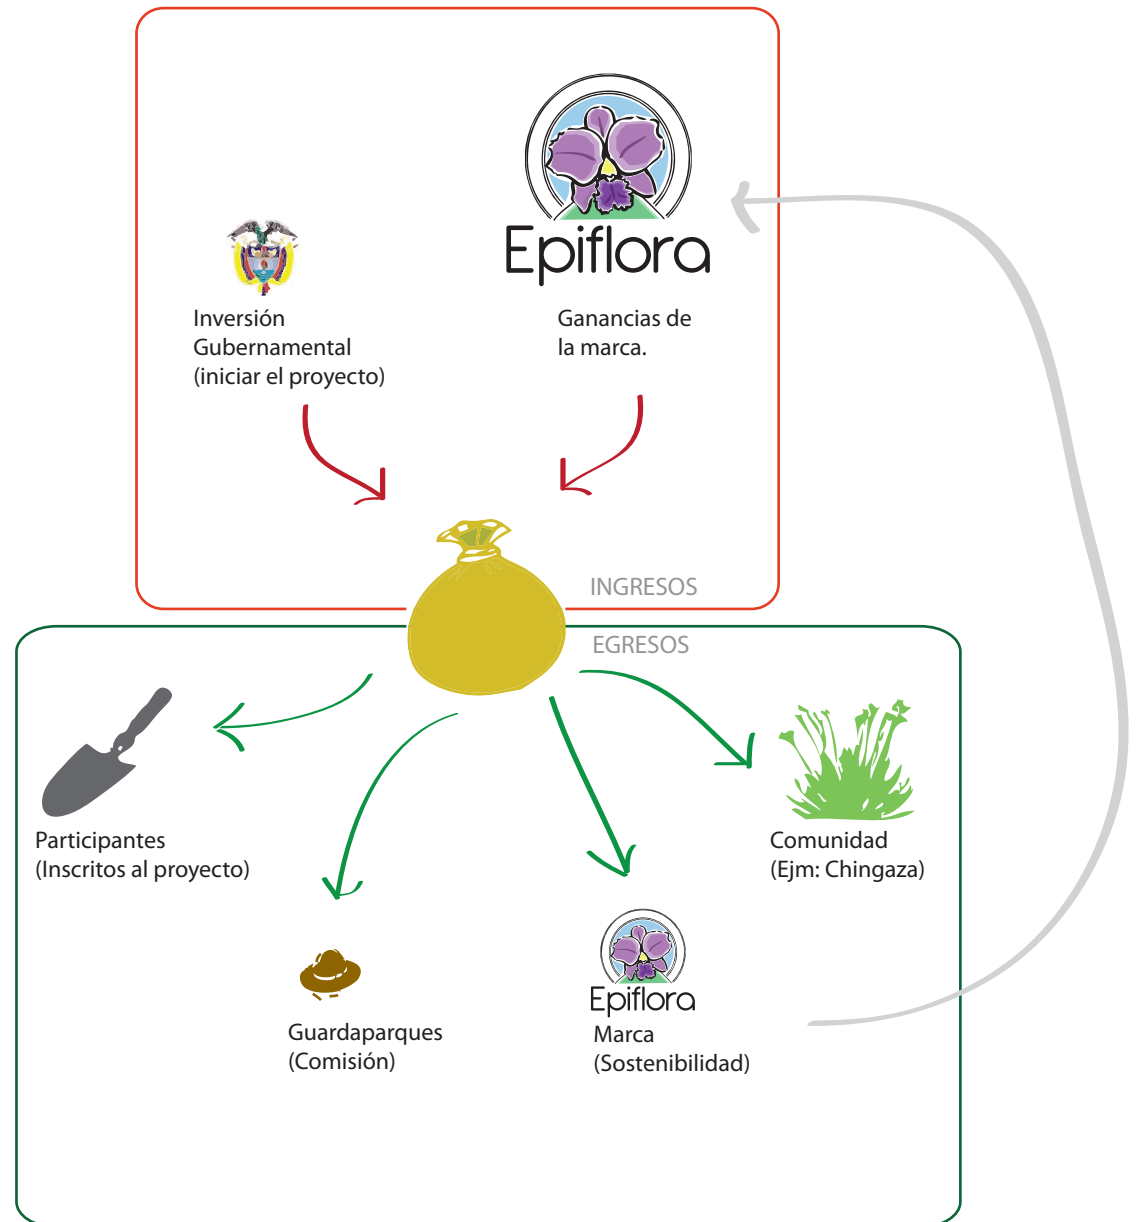 Epiflora
Inversión
Gubernamental
(iniciar el proyecto)
Ganancias de
la marca.
INGRESOS
EGRESOS
Participantes
(Inscritos al proyecto)
Comunidad
(Ejm: Chingaza)
Guardaparques
(Comisión)
Epiflora
Marca
(Sostenibilidad)